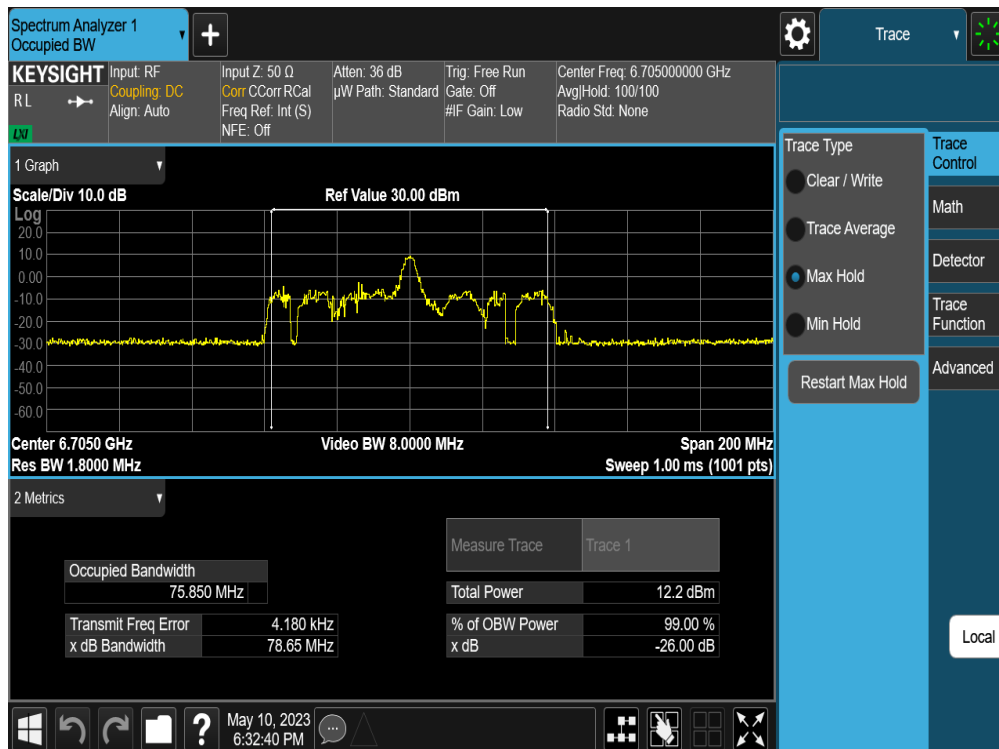 Spectrum Analyzer 1
Occupied BW
+
Trace
KEYSIGHT
RL
LXI
Input: RF
Coupling: DC
Align: Auto
Input Z: 50 Ω
Corr CCorr RCal
Freq Ref: Int (S)
NFE: Off
Atten: 36 dB
µW Path: Standard
Trig: Free Run
Gate: Off
#IF Gain: Low
Center Freq: 6.705000000 GHz
Avg|Hold: 100/100
Radio Std: None
1 Graph
Scale/Div 10.0 dB
Ref Value 30.00 dBm
Log
20.0
10.0
0.00
-10.0
-20.0
-30.0
-40.0
-50.0
-60.0
Center 6.7050 GHz
Video BW 8.0000 MHz
Span 200 MHz
Res BW 1.8000 MHz
Sweep 1.00 ms (1001 pts)
2 Metrics
Measure Trace
Trace 1
Occupied Bandwidth
75.850 MHz
Total Power
12.2 dBm
Transmit Freq Error
4.180 kHz
% of OBW Power
99.00 %
x dB Bandwidth
78.65 MHz
x dB
-26.00 dB
Trace Type
Clear / Write
Trace Average
Max Hold
Min Hold
Restart Max Hold
Trace
Control
Math
Detector
Trace
Function
Advanced
Local
?
May 10, 2023
6:32:40 PM